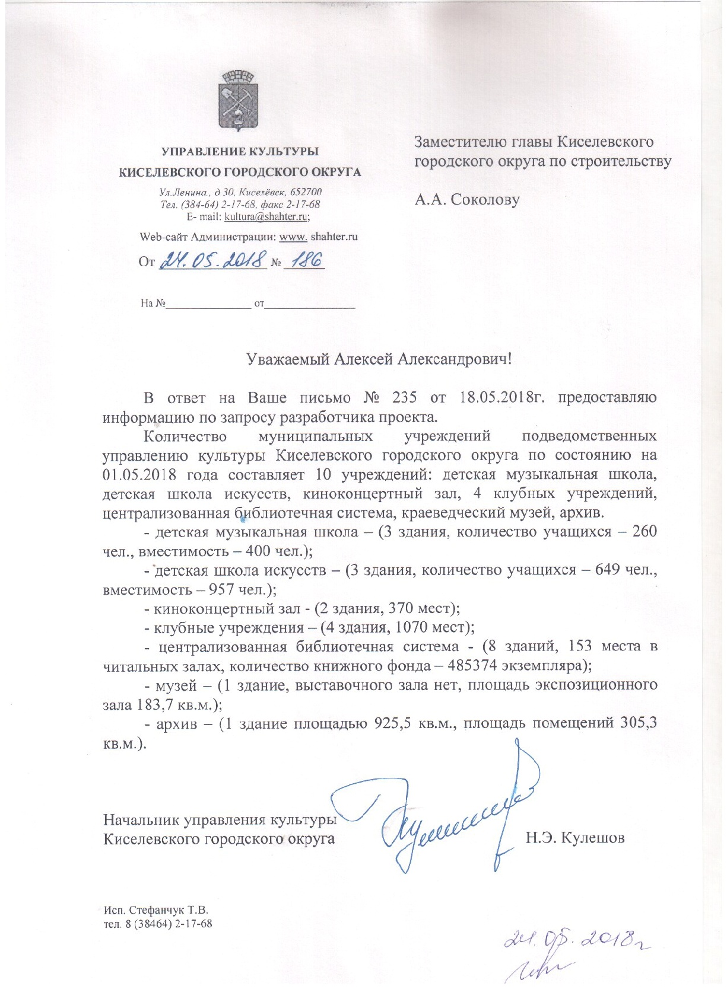 УПРАВЛЕНИЕ КУЛЬТУРЫ
КИСЕЛЕВСКОГО ГОРОДСКОГО ОКРУГА
Ул.Ленина., д 30, Киселёвск, 652700
Тел. (384-64) 2-17-68, факс 2-17-68
E- mail: kultura@shahter.ru;
Web-сайт Администрации: www. shahter.ru
От 24.05.2018 № 186
На №________________ от_________________
Заместителю главы Киселевского
городского округа по строительству
А.А. Соколову
Уважаемый Алексей Александрович!
В ответ на Ваше письмо № 235 от 18.05.2018г. предоставляю
информацию по запросу разработчика проекта.
Количество муниципальных учреждений подведомственных
управлению культуры Киселевского городского округа по состоянию на
01.05.2018 года составляет 10 учреждений: детская музыкальная школа,
детская школа искусств, киноконцертный зал, 4 клубных учреждений,
централизованная библиотечная система, краеведческий музей, архив.
- детская музыкальная школа – (3 здания, количество учащихся – 260
чел., вместимость – 400 чел.);
- детская школа искусств – (3 здания, количество учащихся – 649 чел.,
вместимость – 957 чел.);
- киноконцертный зал - (2 здания, 370 мест);
- клубные учреждения – (4 здания, 1070 мест);
- централизованная библиотечная система - (8 зданий, 153 места в
читальных залах, количество книжного фонда – 485374 экземпляра);
- музей – (1 здание, выставочного зала нет, площадь экспозиционного
зала 183,7 кв.м.);
- архив – (1 здание площадью 925,5 кв.м., площадь помещений 305,3
кв.м.).
Начальник управления культуры
Киселевского городского округа
Н.Э. Кулешов
Исп. Стефанчук Т.В.
тел. 8 (38464) 2-17-68
24.05.2018г